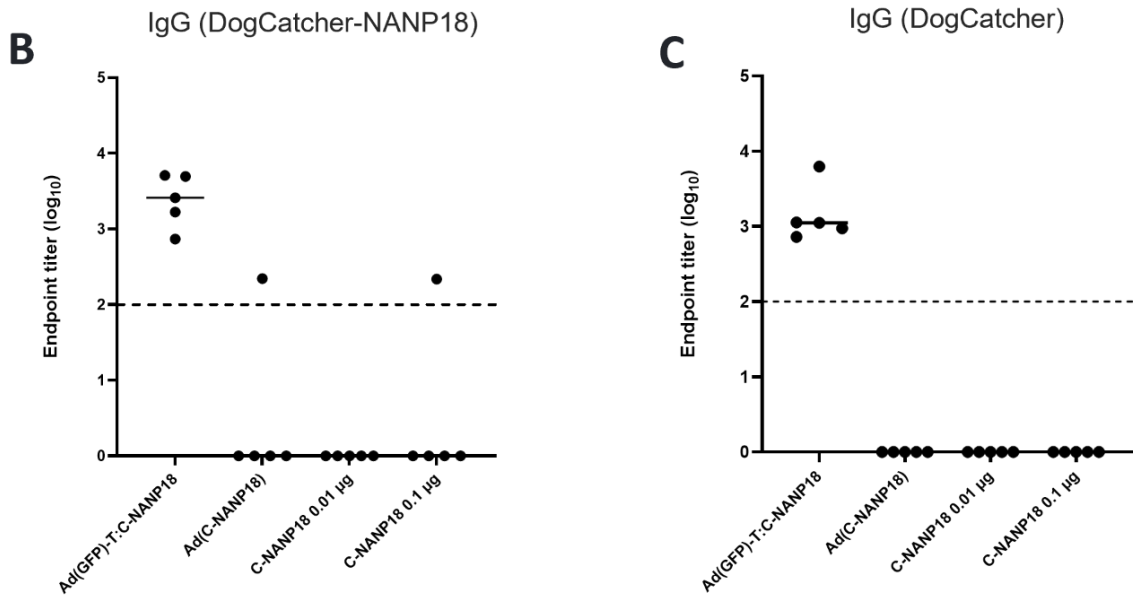 B
IgG (DogCatcher-NANP18)
Endpoint titer (log10)
5
4
3
2
1
0
Ad(GFP)-T:C-NANP18
Ad(C-NANP18)
C-NANP18 0.01 µg
C-NANP18 0.1 µg
C
IgG (DogCatcher)
Endpoint titer (log10)
5
4
3
2
1
0
Ad(GFP)-T:C-NANP18
Ad(C-NANP18)
C-NANP18 0.01 µg
C-NANP18 0.1 µg